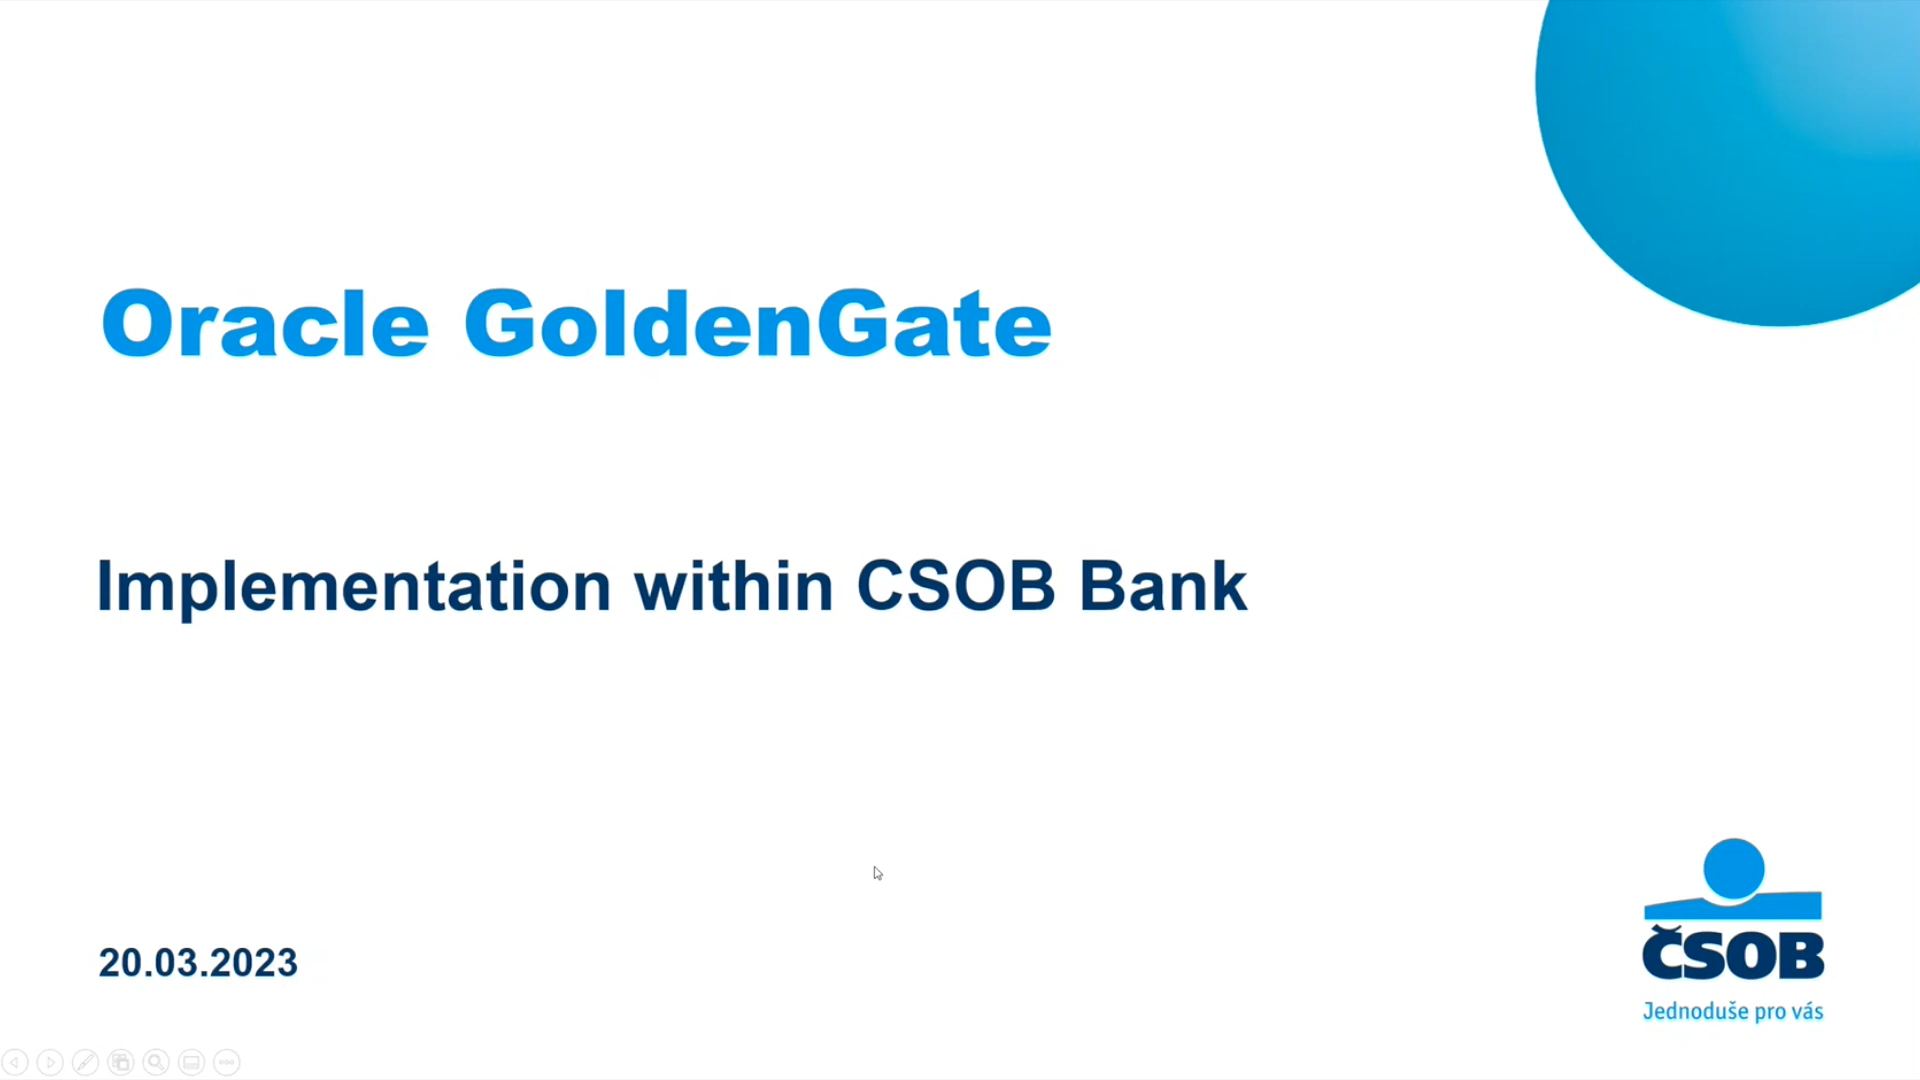 Oracle GoldenGate
Implementation within CSOB Bank
20.03.2023
ČSOB
Jednoduše pro vás